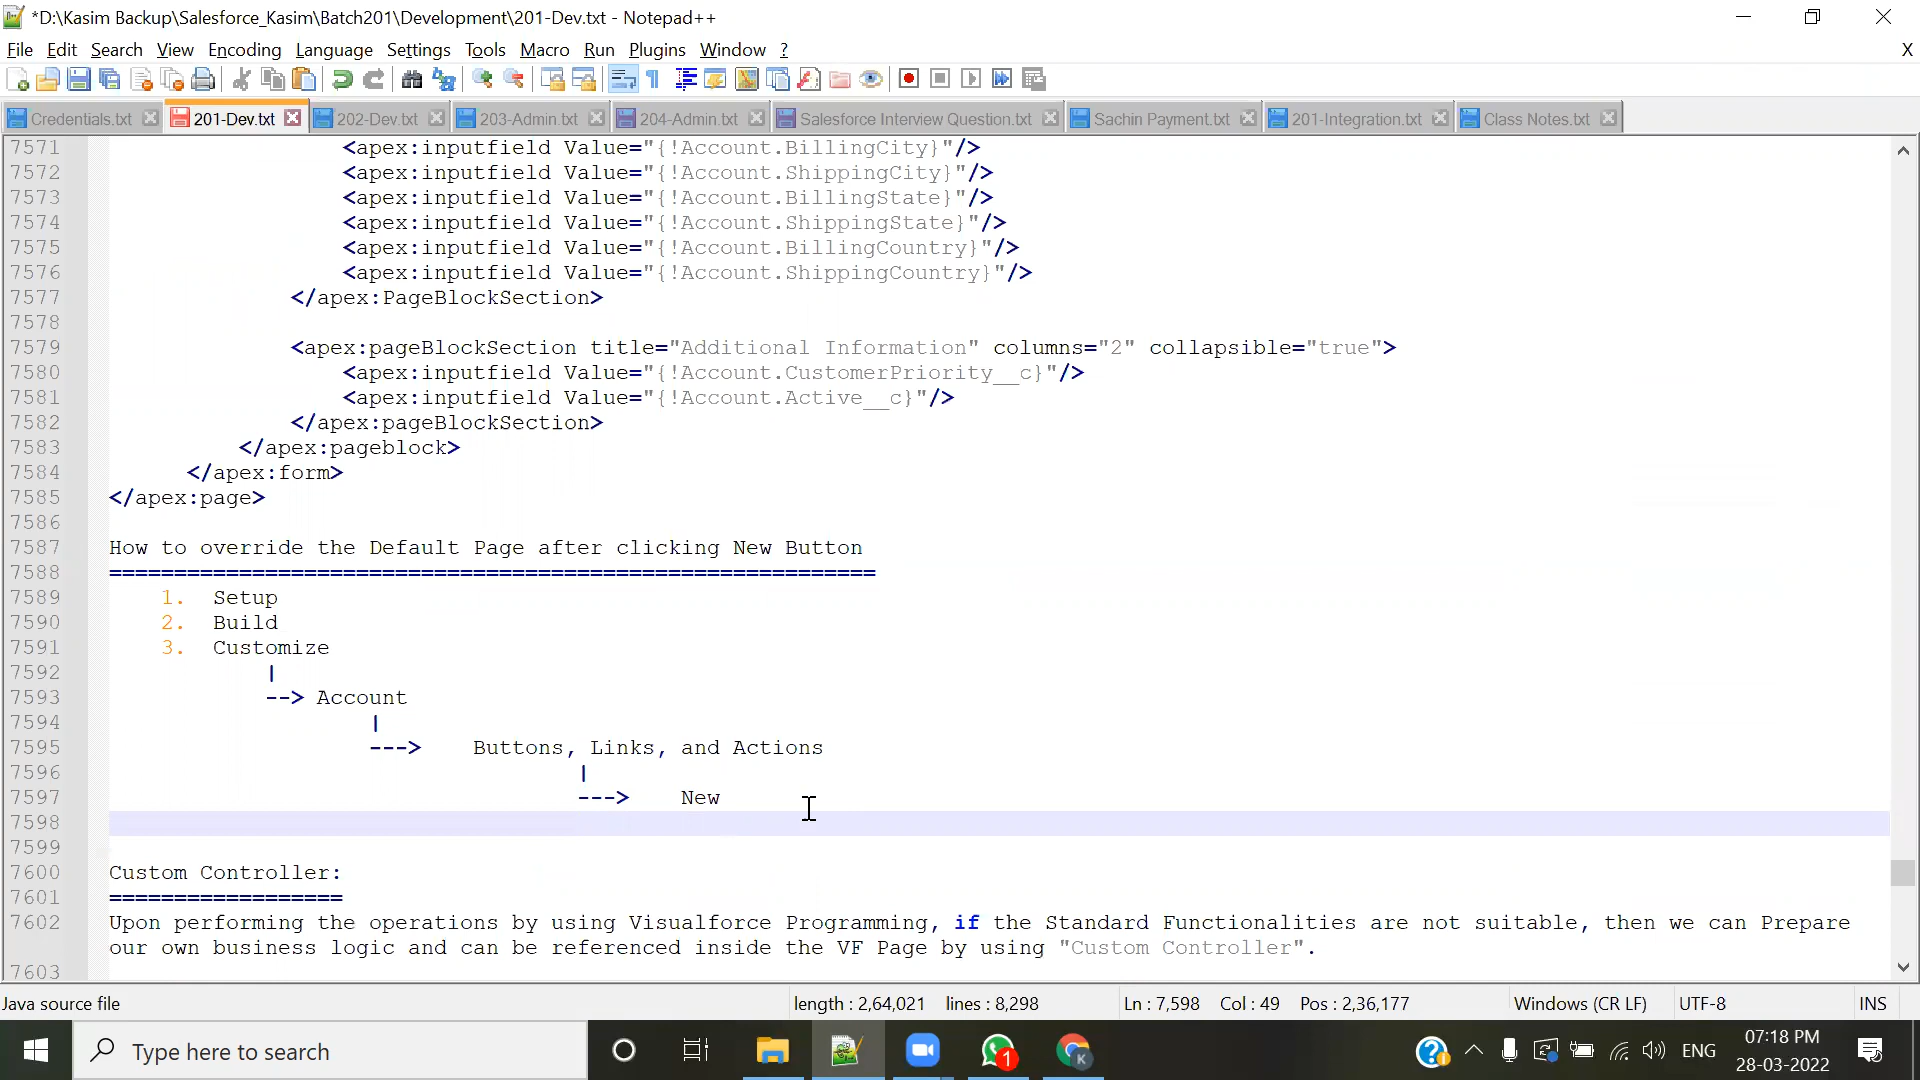 *D:\Kasim Backup\Salesforce_Kasim\Batch201\Development\201-Dev.txt - Notepad++
File Edit Search View Encoding Language Settings Tools Macro Run Plugins Window ? X
Credentials.txt 201-Dev.txt 202-Dev.txt 203-Admin.txt 204-Admin.txt Salesforce Interview Question.txt Sachin Payment.txt 201-Integration.txt Class Notes.txt
7571 <apex:inputfield Value="{!Account.BillingCity}"/>
7572 <apex:inputfield Value="{!Account.ShippingCity}"/>
7573 <apex:inputfield Value="{!Account.BillingState}"/>
7574 <apex:inputfield Value="{!Account.ShippingState}"/>
7575 <apex:inputfield Value="{!Account.BillingCountry}"/>
7576 <apex:inputfield Value="{!Account.ShippingCountry}"/>
7577 </apex:PageBlockSection>
7578
7579 <apex:pageBlockSection title="Additional Information" columns="2" collapsible="true">
7580 <apex:inputfield Value="{!Account.CustomerPriority__c}"/>
7581 <apex:inputfield Value="{!Account.Active__c}"/>
7582 </apex:pageBlockSection>
7583 </apex:pageblock>
7584 </apex:form>
7585 </apex:page>
7586
7587 How to override the Default Page after clicking New Button
7588 ===========================================================
7589 1. Setup
7590 2. Build
7591 3. Customize
7592 |
7593 --> Account
7594 |
7595 ---> Buttons, Links, and Actions
7596 |
7597 ---> New
7598
7599
7600 Custom Controller:
7601 ==================
7602 Upon performing the operations by using Visualforce Programming, if the Standard Functionalities are not suitable, then we can Prepare
our own business logic and can be referenced inside the VF Page by using "Custom Controller".
7603
Java source file length : 2,64,021 lines : 8,298 Ln : 7,598 Col : 49 Pos : 2,36,177 Windows (CR LF) UTF-8 INS
Type here to search 1 K ENG 07:18 PM
28-03-2022